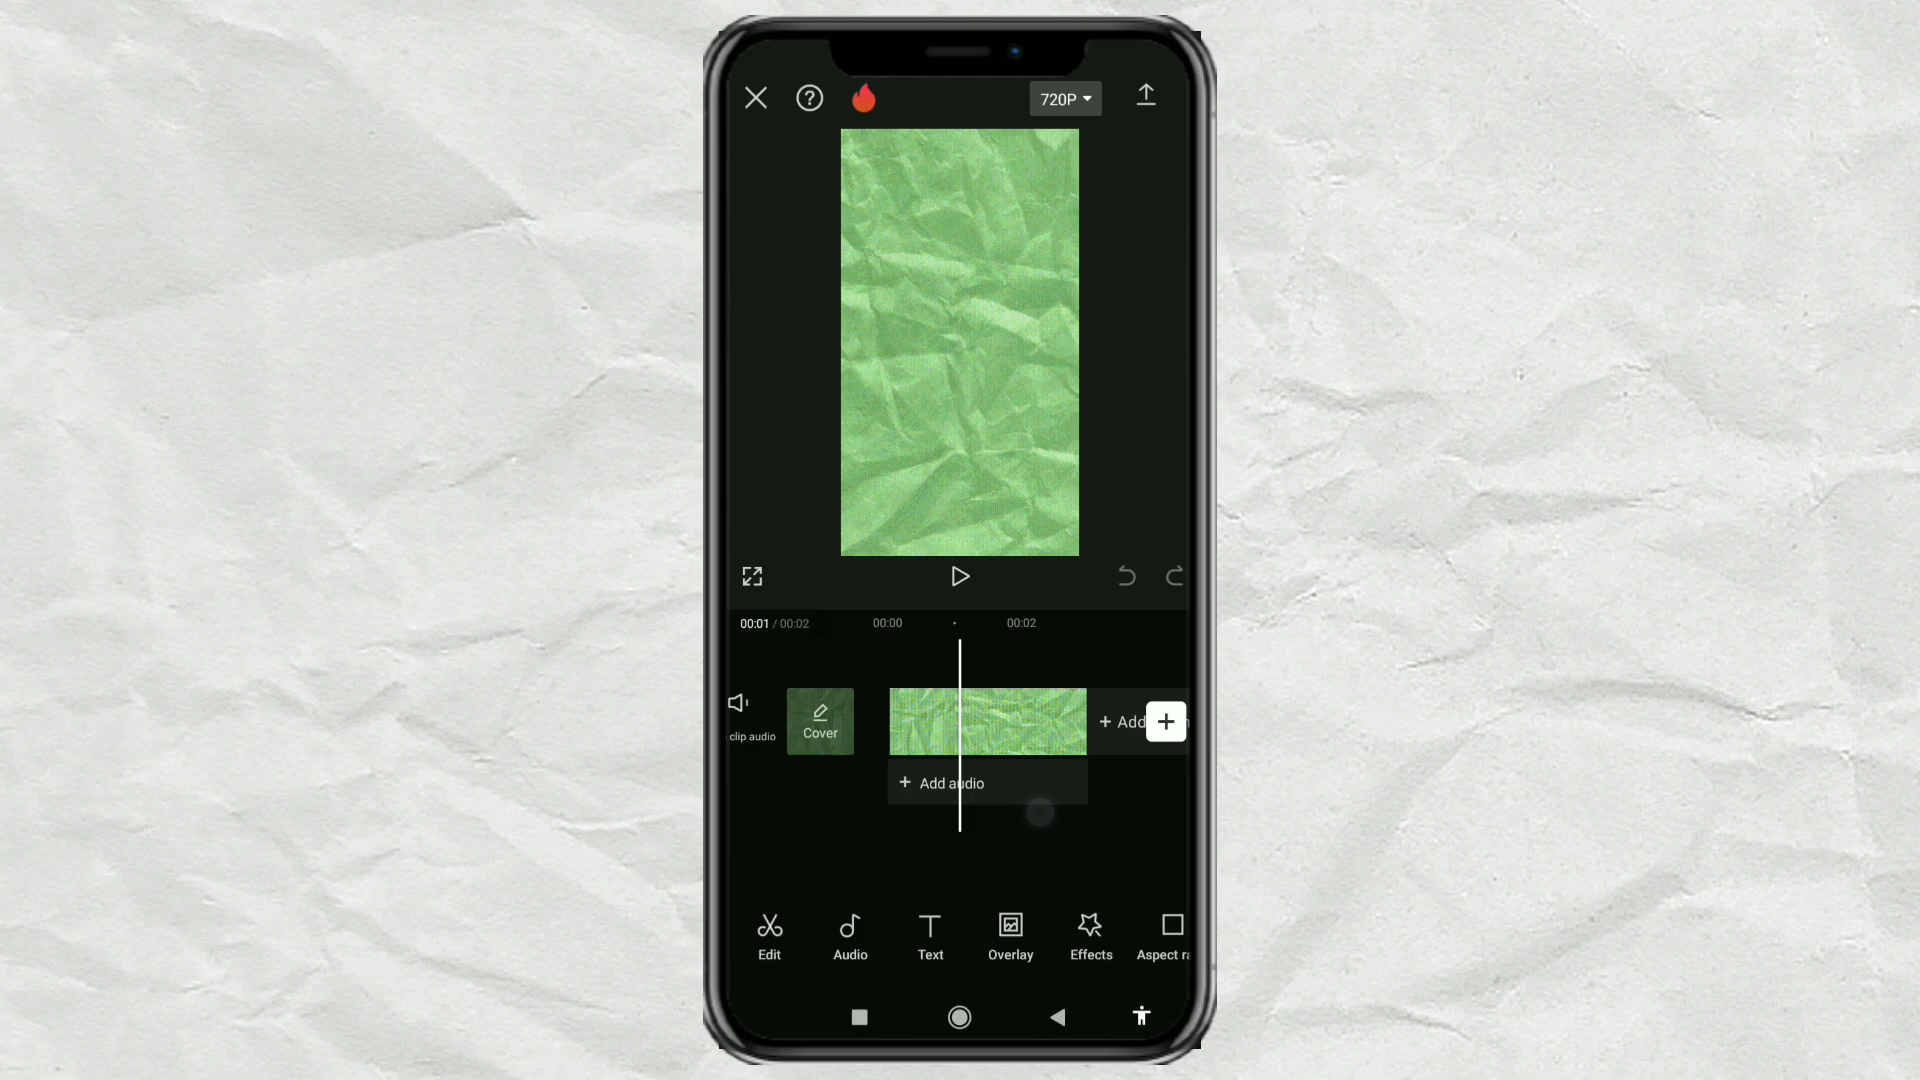 720P
00:01 / 00:02
00:00
00:02
clip audio
Cover
+ Add
+ Add audio
Edit
Audio
Text
Overlay
Effects
Aspect ra